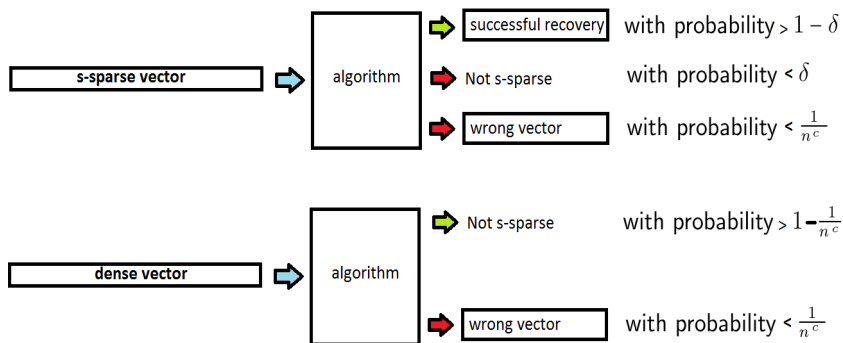 successful recovery with probability > 1 − δ
s-sparse vector algorithm Not s-sparse with probability < δ
wrong vector with probability < 1/n^c
Not s-sparse with probability > 1 − 1/n^c
dense vector algorithm
wrong vector with probability < 1/n^c